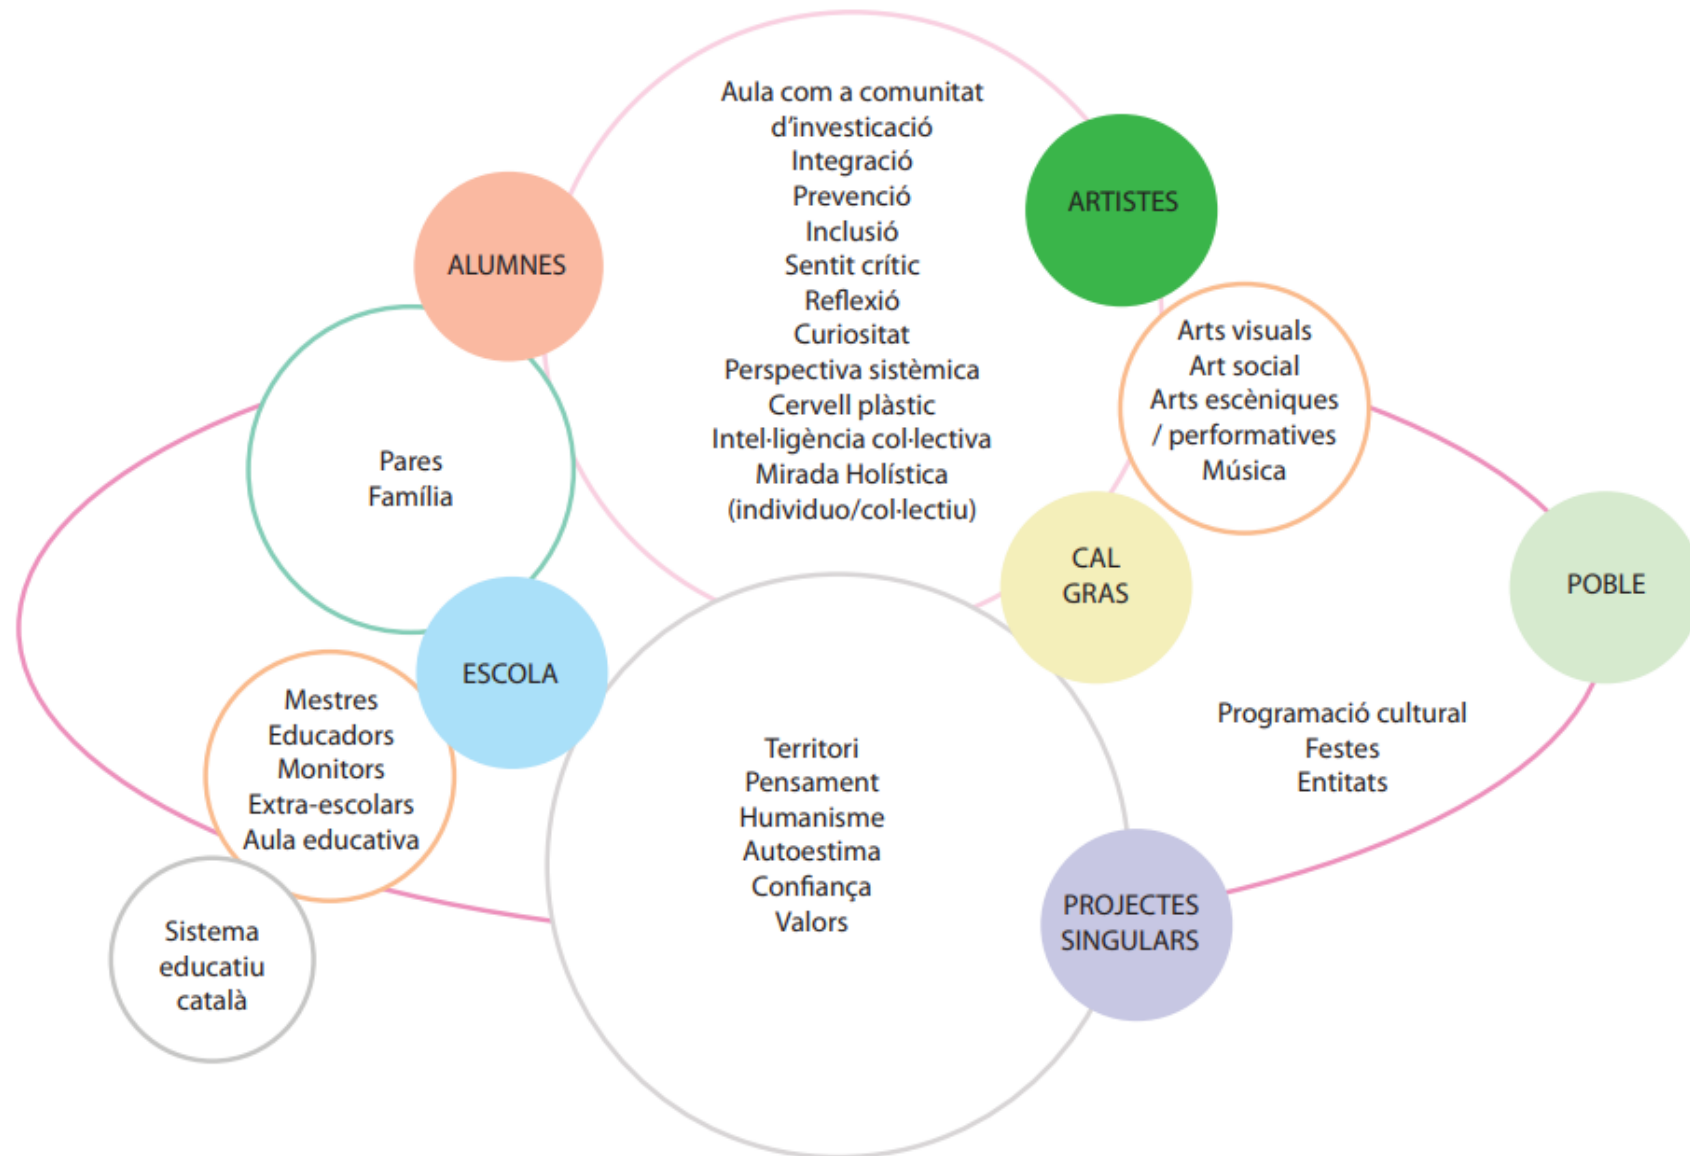 Aula com a comunitat
d'investicació
Integració
Prevenció
Inclusió
Sentit crític
Reflexió
Curiositat
Perspectiva sistèmica
Cervell plàstic
Intel·ligència col·lectiva
Mirada Holística
(individuo/col·lectiu)
ARTISTES
ALUMNES
Arts visuals
Art social
Arts escèniques
/ performatives
Música
Pares
Família
CAL
GRAS
POBLE
ESCOLA
Mestres
Educadors
Monitors
Extra-escolars
Aula educativa
Programació cultural
Festes
Entitats
Territori
Pensament
Humanisme
Autoestima
Confiança
Valors
PROJECTES
SINGULARS
Sistema
educatiu
català